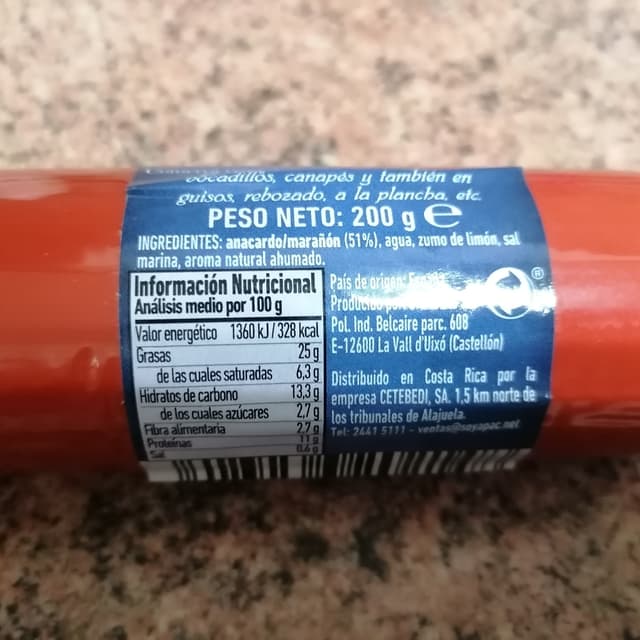 bocadillos, canapés y también en
guisos, rebozado, a la plancha, etc.
PESO NETO: 200 g e
INGREDIENTES: anacardo/marañón (51%), agua, zumo de limón, sal
marina, aroma natural ahumado.
Información Nutricional
Análisis medio por 100 g
Valor energético 1360 kJ / 328 kcal
Grasas 25 g
de las cuales saturadas 6,3 g
Hidratos de carbono 13,3 g
de los cuales azúcares 2,7 g
Fibra alimentaria 2,7 g
Proteínas 11 g
Sal 0,6 g
País de origen:
Producido
Pol. Ind. Belcaire parc. 608
E-12600 La Vall d'Uixó (Castellón)
Distribuido en Costa Rica por la
empresa CETEBEDI, SA. 1,5 km norte de
los tribunales de Alajuela.
Tel: 2441 5111 - ventas@soyapac.net
®